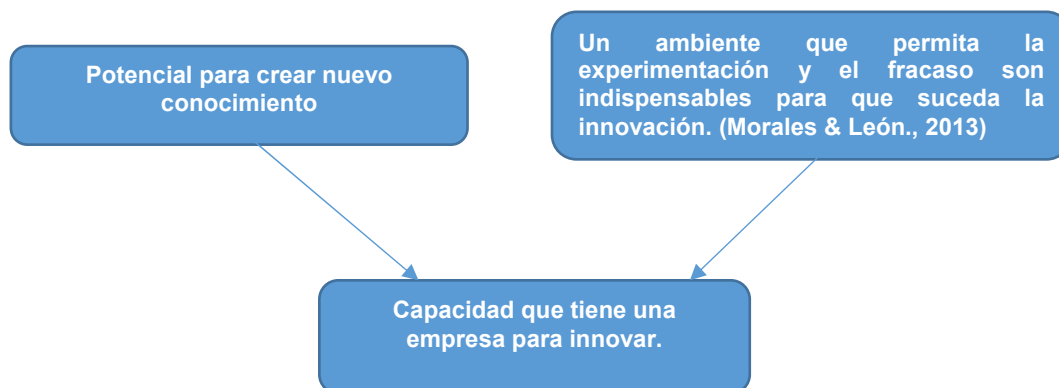 Potencial para crear nuevo
conocimiento
Un ambiente que permita la
experimentación y el fracaso son
indispensables para que suceda la
innovación. (Morales & León., 2013)
Capacidad que tiene una
empresa para innovar.